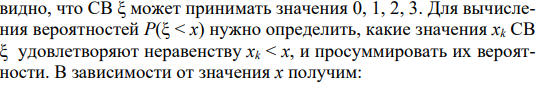 видно, что СВ ξ может принимать значения 0, 1, 2, 3. Для вычисле-
ния вероятностей P(ξ < x) нужно определить, какие значения xk СВ
ξ удовлетворяют неравенству xk < x, и просуммировать их вероят-
ности. В зависимости от значения x получим: